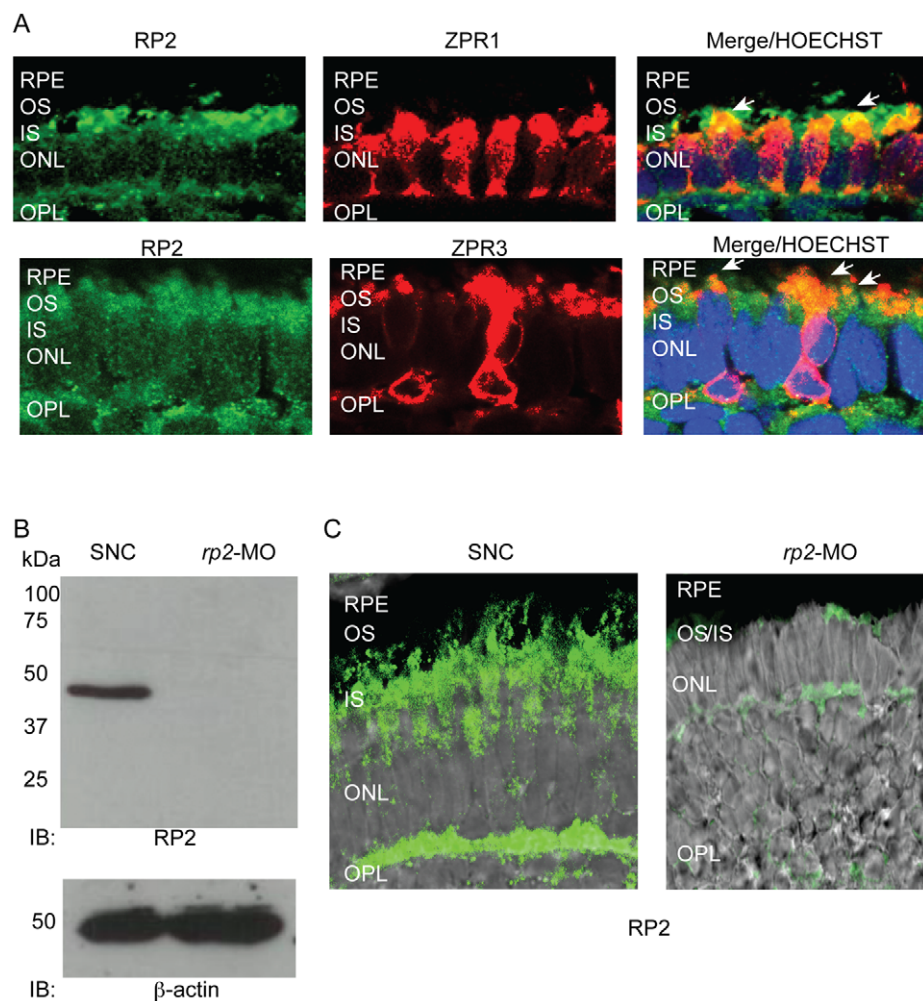 A
RP2 ZPR1 Merge/HOECHST
RPE RPE RPE
OS OS OS
IS IS IS
ONL ONL ONL
OPL OPL OPL
RP2 ZPR3 Merge/HOECHST
RPE RPE RPE
OS OS OS
IS IS IS
ONL ONL ONL
OPL OPL OPL
B
kDa SNC rp2-MO
100
75
50
37
25
IB: RP2
50
IB: β-actin
C
SNC rp2-MO
RPE RPE
OS OS/IS
IS
ONL ONL
OPL OPL
RP2